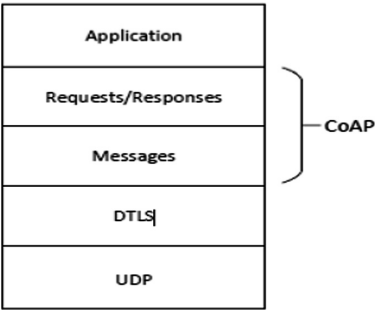 Application
Requests/Responses
Messages
CoAP
DTLS
UDP